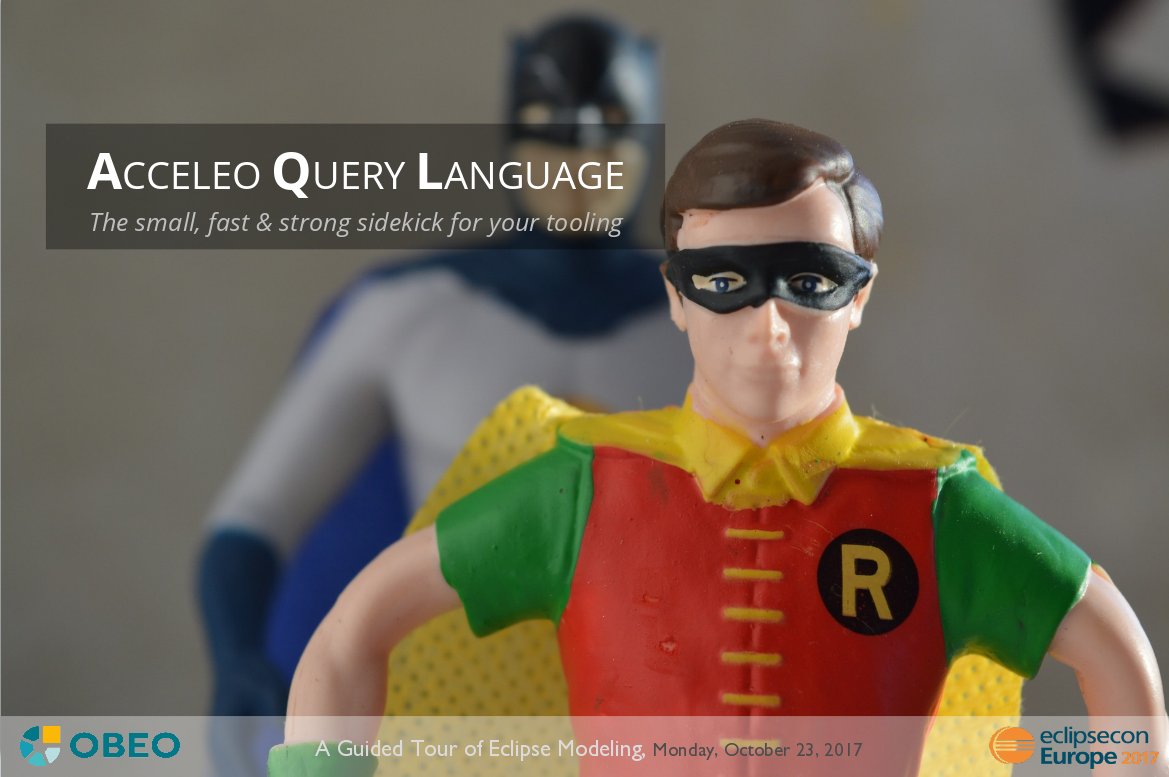 ACCELEO QUERY LANGUAGE
The small, fast & strong sidekick for your tooling
R
OBEO
A Guided Tour of Eclipse Modeling, Monday, October 23, 2017
eclipsecon
Europe 2017